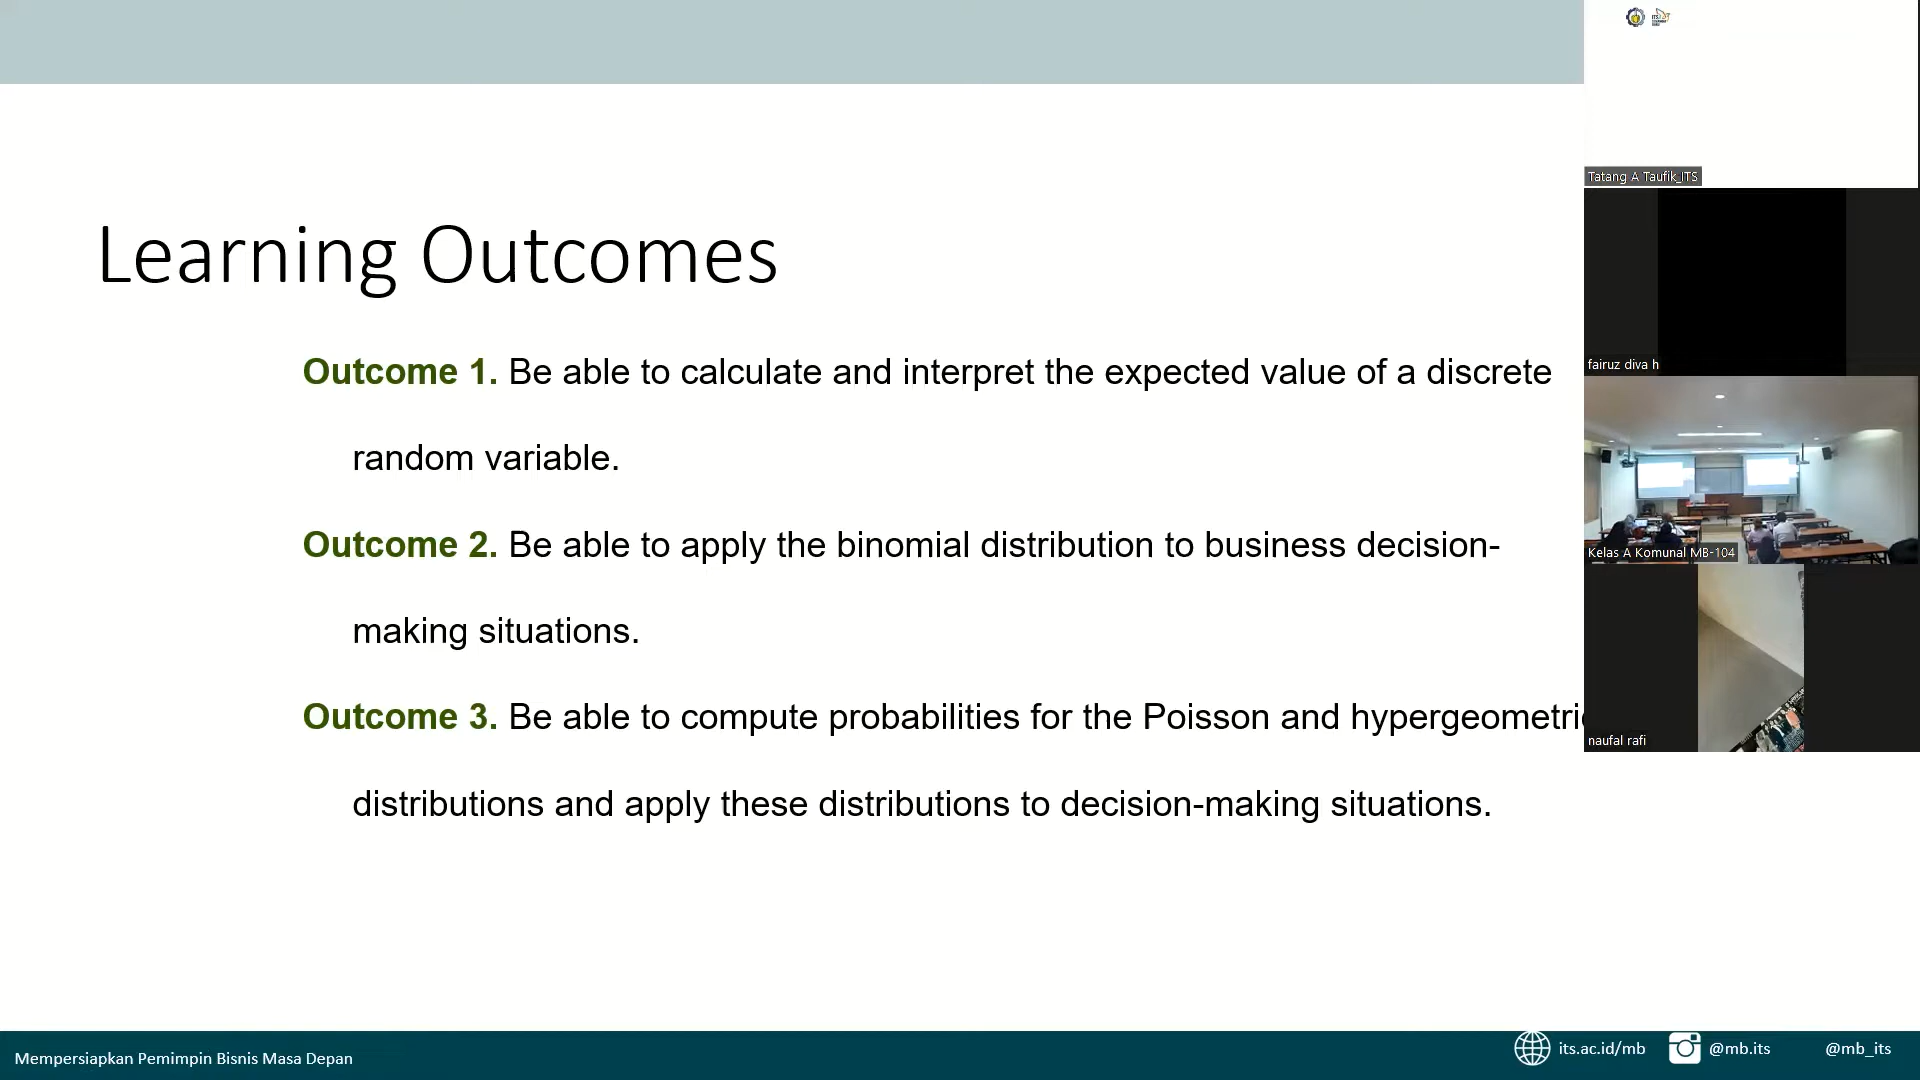 Learning Outcomes
Outcome 1. Be able to calculate and interpret the expected value of a discrete
random variable.
Outcome 2. Be able to apply the binomial distribution to business decision-
making situations.
Outcome 3. Be able to compute probabilities for the Poisson and hypergeometri
distributions and apply these distributions to decision-making situations.
Tatang A Taufik_ITS
fairuz diva h
Kelas A Komunal MB-104
naufal rafi
Mempersiapkan Pemimpin Bisnis Masa Depan
its.ac.id/mb
@mb.its
@mb_its